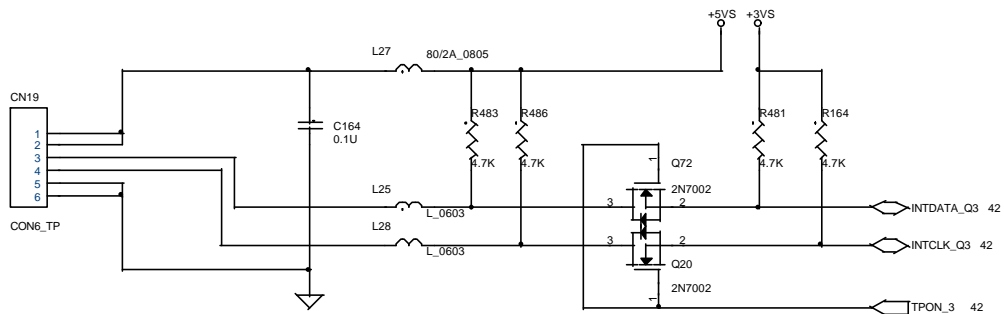 +5VS
+3VS
L27
80/2A_0805
CN19
1
2
3
4
5
6
CON6_TP
C164
0.1U
R483
4.7K
R486
4.7K
R481
4.7K
R164
4.7K
1
Q72
2N7002
L25
L_0603
3
2
INTDATA_Q3 42
L28
L_0603
3
2
INTCLK_Q3 42
Q20
2N7002
1
TPON_3 42